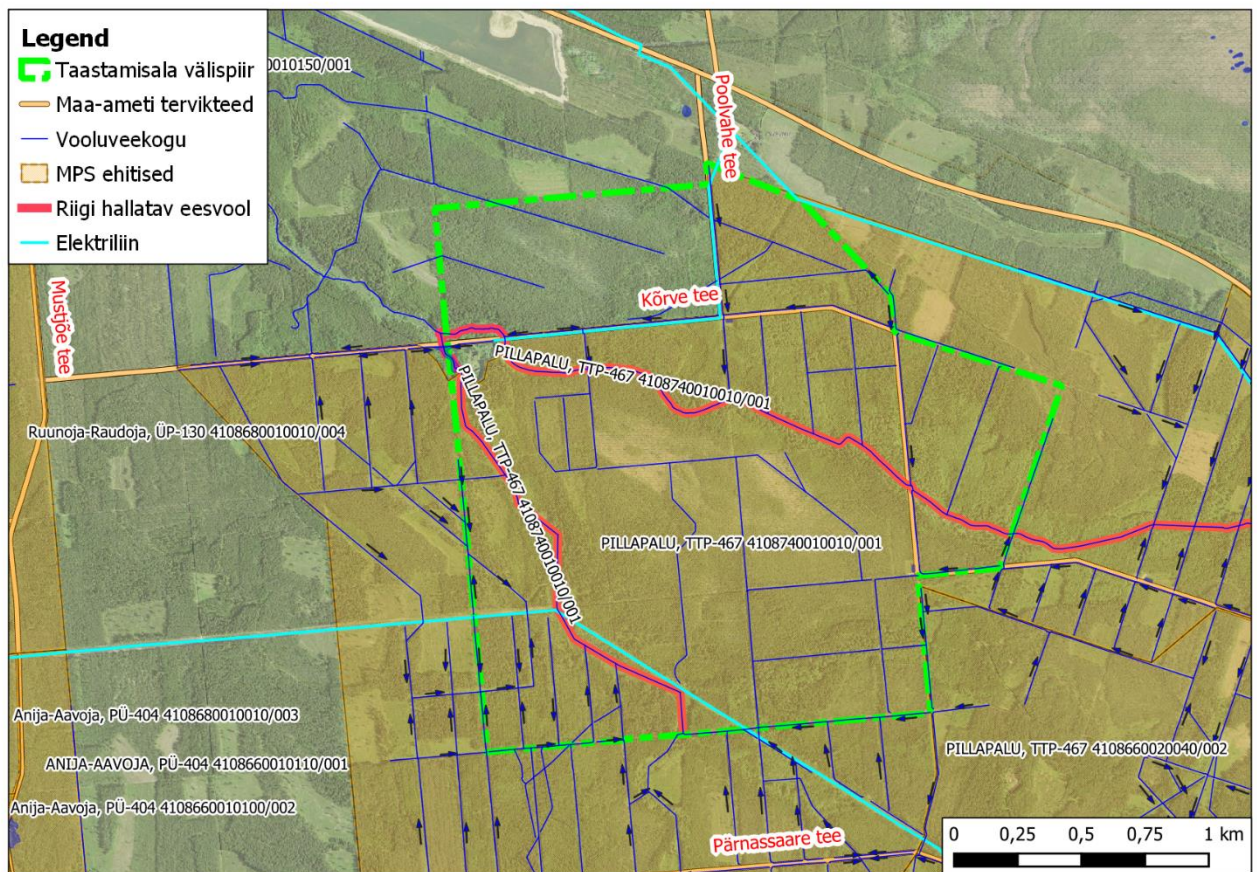 Legend
Taastamisala välispiir
Maa-ameti tervikteed
Vooluveekogu
MPS ehitised
Riigi hallatav eesvool
Elektriliin
0010150/001
Poolvahe tee
Mustjõe tee
Kõrve tee
PILLAPALU, TTP-467 4108740010010/001
PILLAPALU, TTP-467 4108740010010/001
Ruunoja-Raudoja, ÜP-130 4108680010010/004
PILLAPALU, TTP-467 4108740010010/001
Anija-Aavoja, PÜ-404 4108680010010/003
ANIJA-AAVOJA, PÜ-404 4108660010110/001
Anija-Aavoja, PÜ-404 4108660010100/002
PILLAPALU, TTP-467 4108660020040/002
Pärnassaare tee
0 0,25 0,5 0,75 1 km